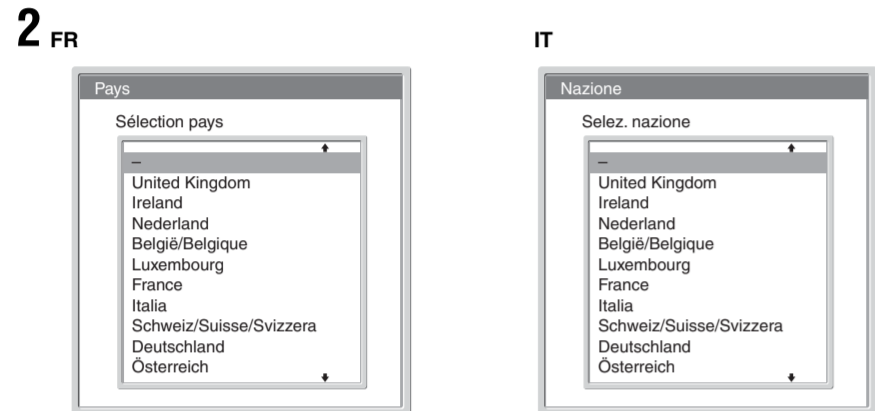 2 FR
Pays
Sélection pays
–
United Kingdom
Ireland
Nederland
België/Belgique
Luxembourg
France
Italia
Schweiz/Suisse/Svizzera
Deutschland
Österreich
IT
Nazione
Selez. nazione
–
United Kingdom
Ireland
Nederland
België/Belgique
Luxembourg
France
Italia
Schweiz/Suisse/Svizzera
Deutschland
Österreich